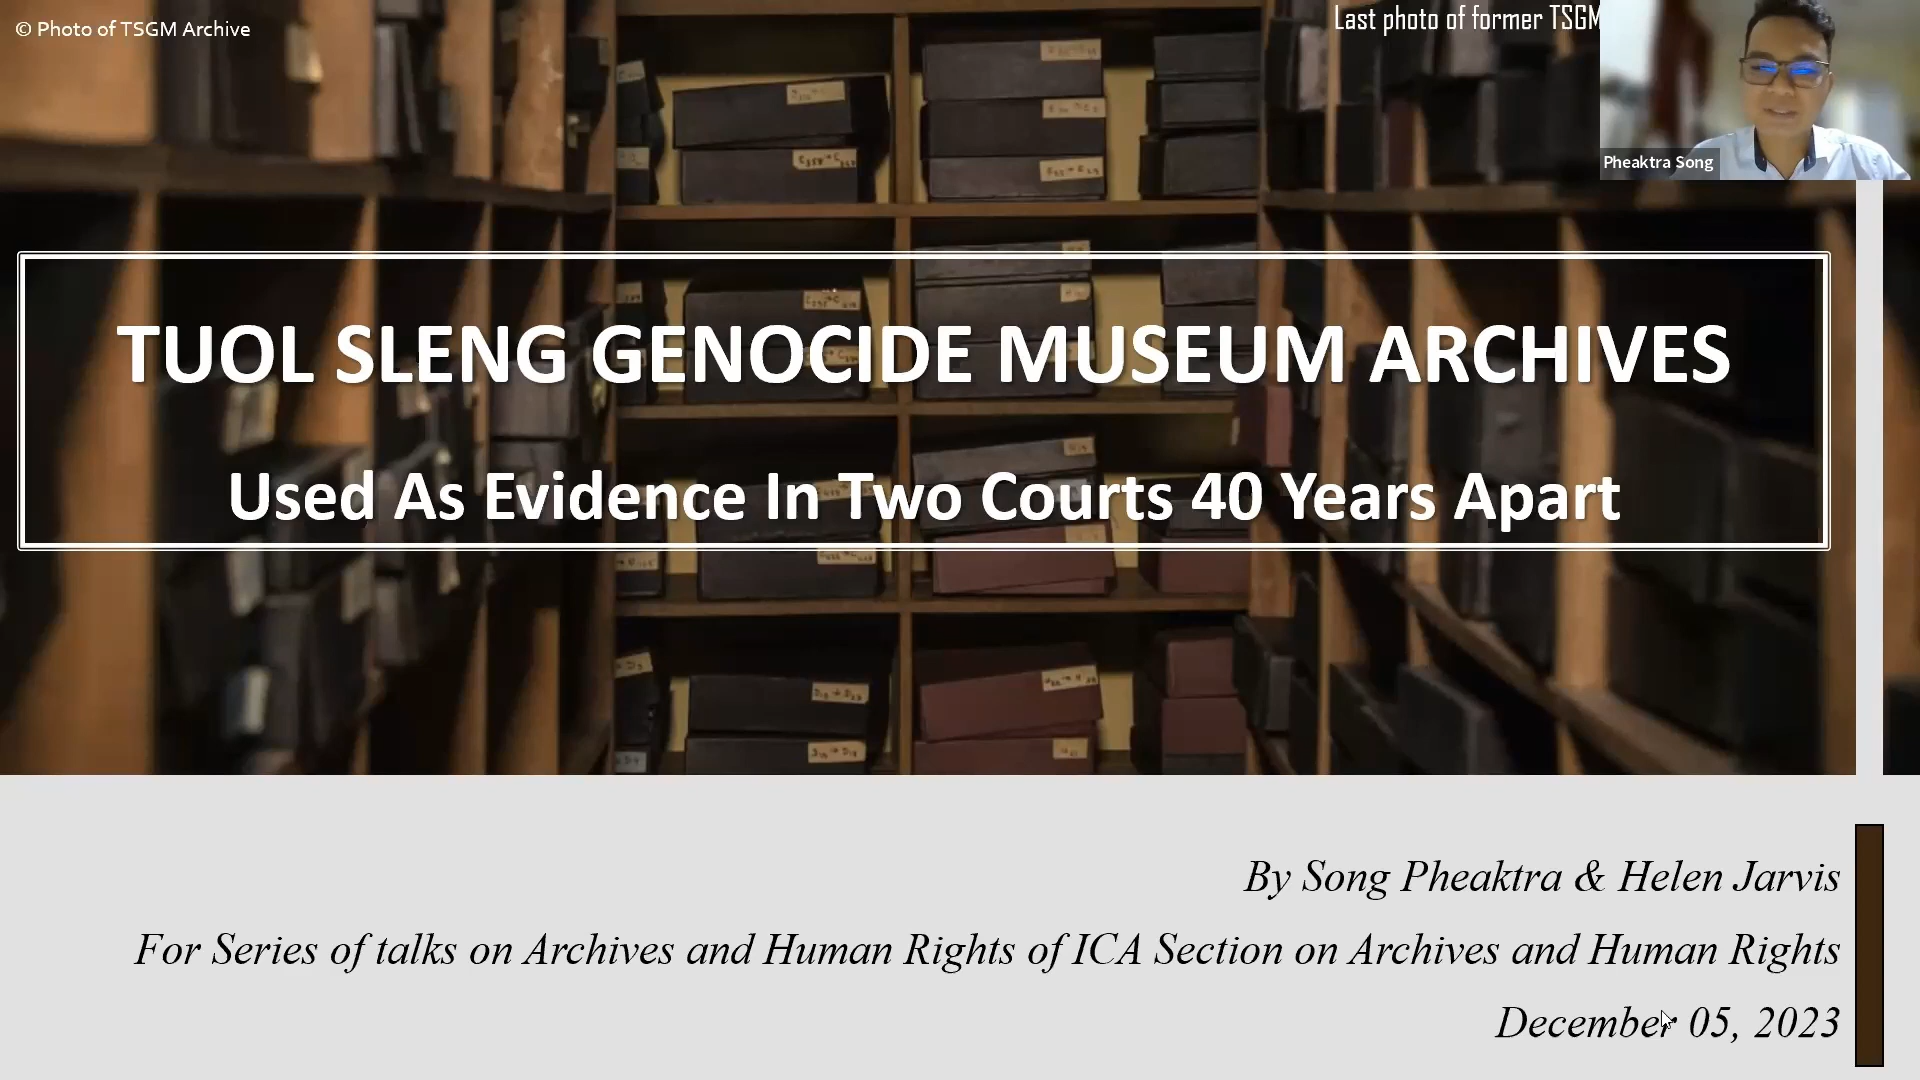 © Photo of TSGM Archive
Last photo of former TSGM
Pheaktra Song
TUOL SLENG GENOCIDE MUSEUM ARCHIVES
Used As Evidence In Two Courts 40 Years Apart
By Song Pheaktra & Helen Jarvis
For Series of talks on Archives and Human Rights of ICA Section on Archives and Human Rights
December 05, 2023